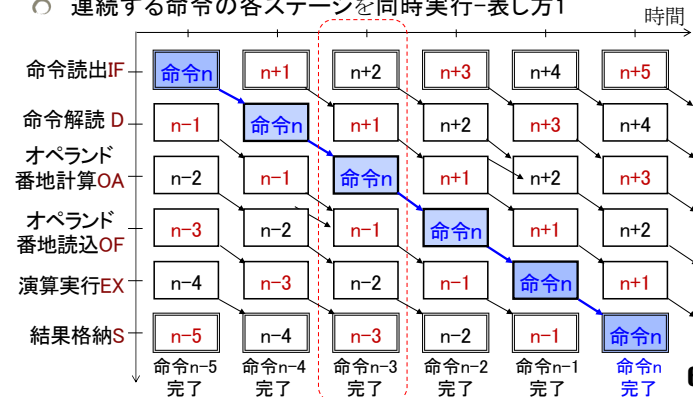 連続する命令の各ステージを同時実行-表し方1
時間
命令読出IF 命令n n+1 n+2 n+3 n+4 n+5
命令解読 D n-1 命令n n+1 n+2 n+3 n+4
オペランド
番地計算OA n-2 n-1 命令n n+1 n+2 n+3
オペランド
番地読込OF n-3 n-2 n-1 命令n n+1 n+2
演算実行EX n-4 n-3 n-2 n-1 命令n n+1
結果格納S n-5 n-4 n-3 n-2 n-1 命令n
命令n-5 命令n-4 命令n-3 命令n-2 命令n-1 命令n
完了 完了 完了 完了 完了 完了